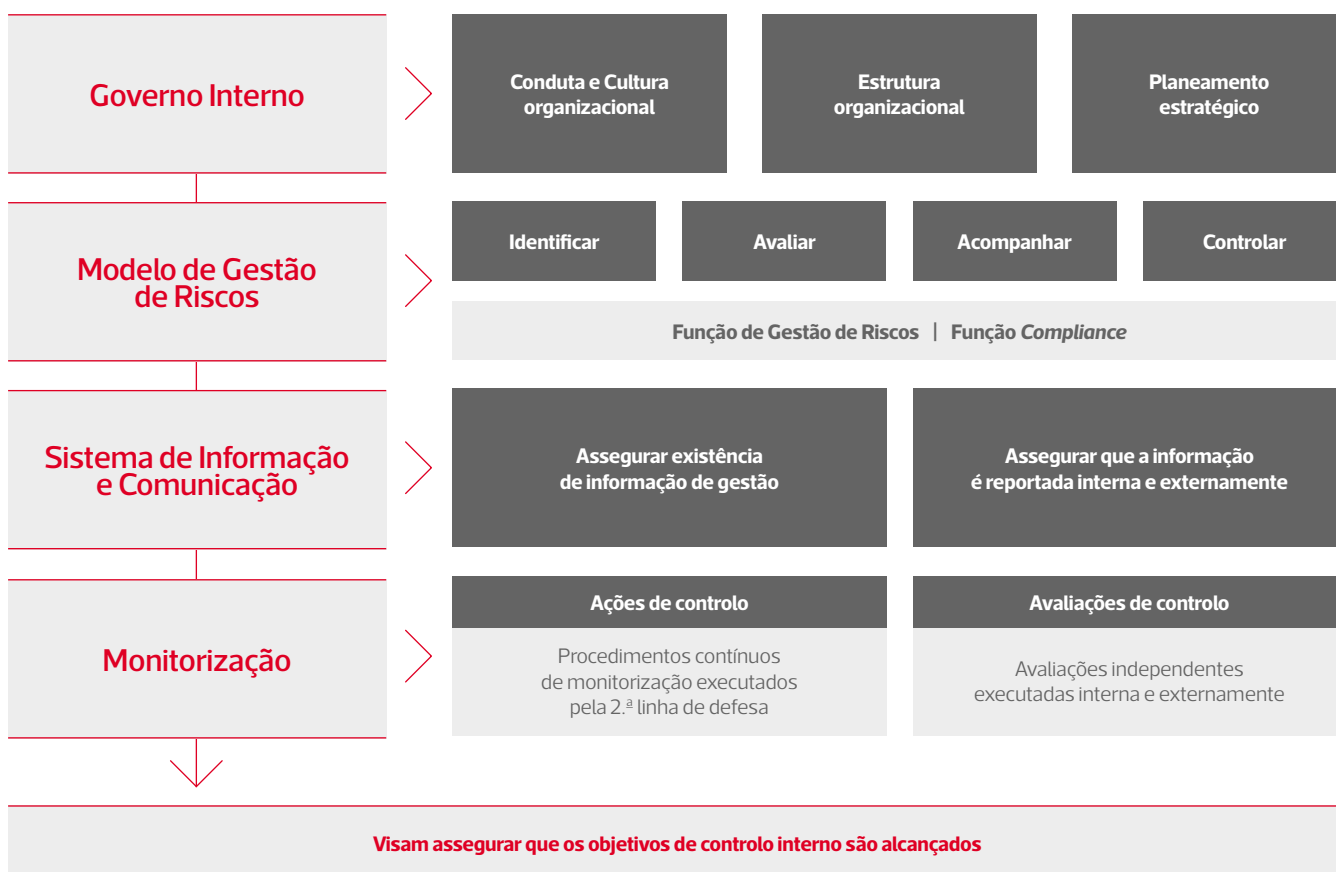 Governo Interno
Conduta e Cultura
organizacional
Estrutura
organizacional
Planeamento
estratégico
Modelo de Gestão
de Riscos
Identificar
Avaliar
Acompanhar
Controlar
Função de Gestão de Riscos | Função Compliance
Sistema de Informação
e Comunicação
Assegurar existência
de informação de gestão
Assegurar que a informação
é reportada interna e externamente
Monitorização
Ações de controlo
Procedimentos contínuos
de monitorização executados
pela 2.ª linha de defesa
Avaliações de controlo
Avaliações independentes
executadas interna e externamente
Visam assegurar que os objetivos de controlo interno são alcançados